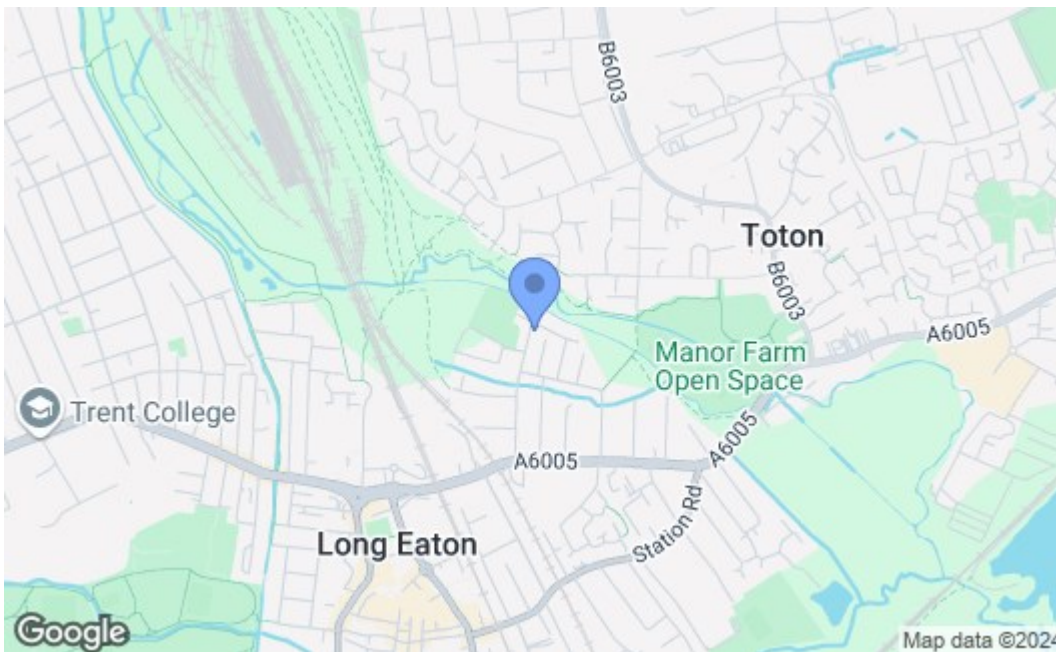 B6003
Toton
B6003
A6005
Manor Farm
Open Space
Trent College
A6005
A6005
Station Rd
Long Eaton
Google
Map data ©2024